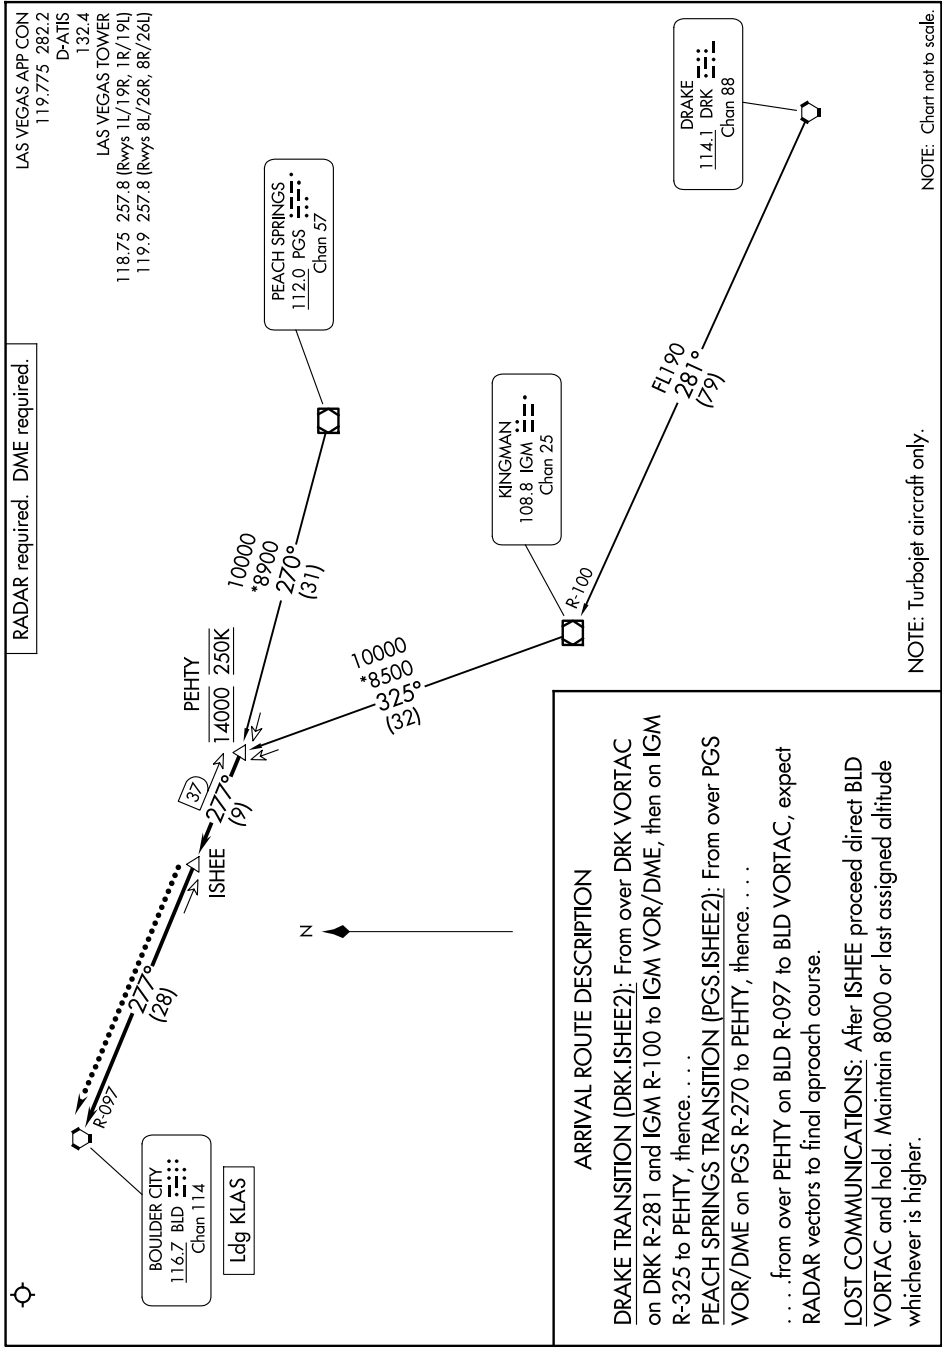 RADAR required. DME required.
LAS VEGAS APP CON
119.775 282.2
D-ATIS
132.4
LAS VEGAS TOWER
118.75 257.8 (Rwys 1L/19R, 1R/19L)
119.9 257.8 (Rwys 8L/26R, 8R/26L)
BOULDER CITY
116.7 BLD
Chan 114
Ldg KLAS
R-097
277°
(28)
ISHEE
37
277°
(9)
PEHTY
14000 250K
10000
*8900
270°
(31)
PEACH SPRINGS
112.0 PGS
Chan 57
N
10000
*8500
325°
(32)
KINGMAN
108.8 IGM
Chan 25
R-100
FL190
281°
(79)
DRAKE
114.1 DRK
Chan 88
ARRIVAL ROUTE DESCRIPTION
DRAKE TRANSITION (DRK.ISHEE2): From over DRK VORTAC
on DRK R-281 and IGM R-100 to IGM VOR/DME, then on IGM
R-325 to PEHTY, thence. . . .
PEACH SPRINGS TRANSITION (PGS.ISHEE2): From over PGS
VOR/DME on PGS R-270 to PEHTY, thence. . . .
. . . .from over PEHTY on BLD R-097 to BLD VORTAC, expect
RADAR vectors to final aproach course.
LOST COMMUNICATIONS: After ISHEE proceed direct BLD
VORTAC and hold. Maintain 8000 or last assigned altitude
whichever is higher.
NOTE: Turbojet aircraft only.
NOTE: Chart not to scale.